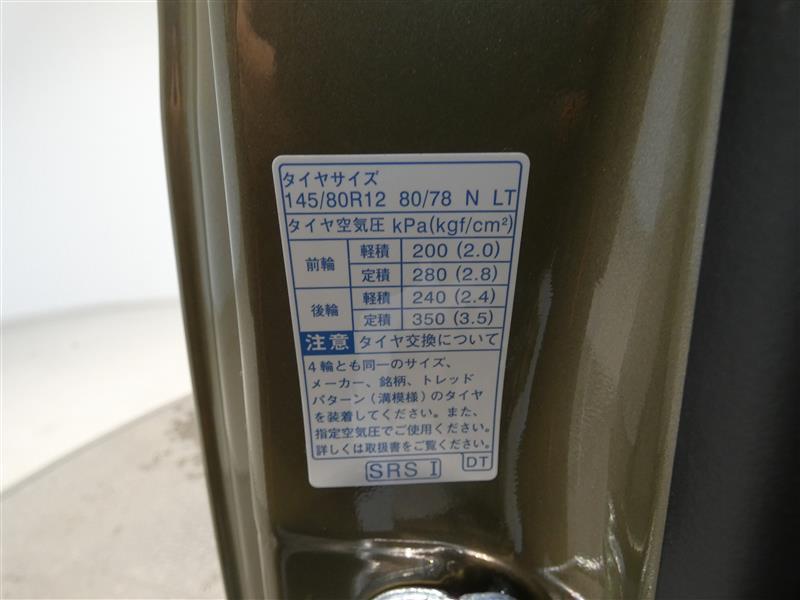 タイヤサイズ
145/80R12 80/78 N LT
タイヤ空気圧 kPa(kgf/cm²)
前輪 軽積 200 (2.0)
定積 280 (2.8)
後輪 軽積 240 (2.4)
定積 350 (3.5)
注意 タイヤ交換について
4輪とも同一のサイズ、
メーカー、銘柄、トレッド
パターン(溝模様)のタイヤ
を装着してください。また、
指定空気圧でご使用ください。
詳しくは取扱書をご覧ください。
SRS I DT